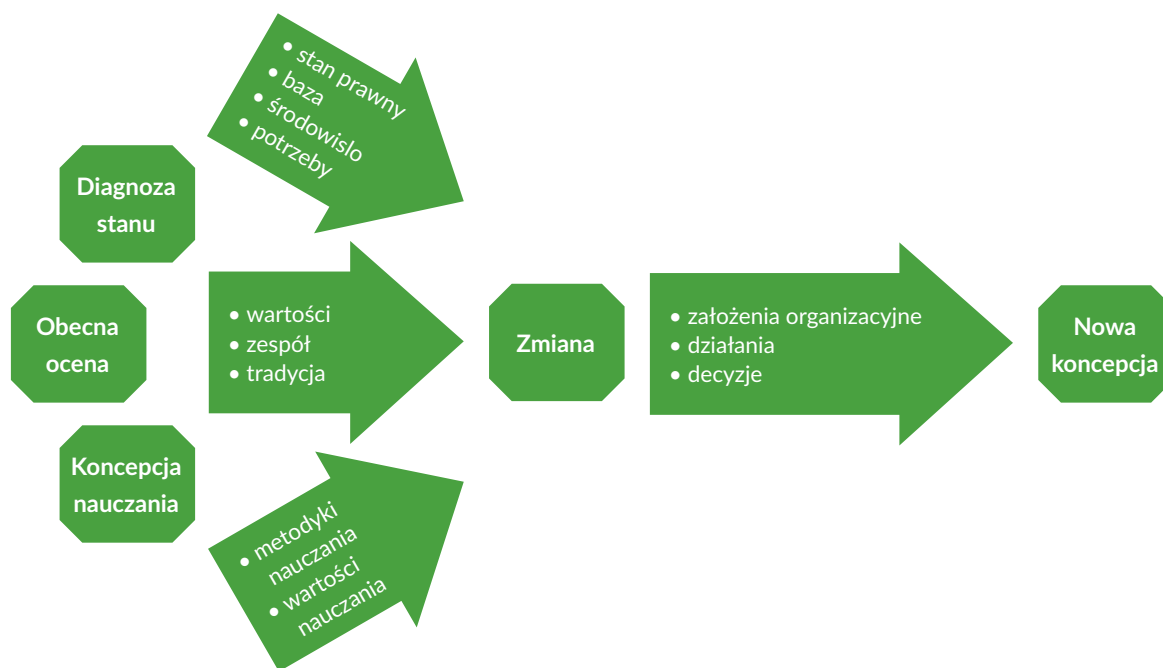 • stan prawny
• baza
• środowislo
• potrzeby
Diagnoza
stanu
Obecna
ocena
• wartości
• zespół
• tradycja
Zmiana
• założenia organizacyjne
• działania
• decyzje
Nowa
koncepcja
Koncepcja
nauczania
• metodyki
nauczania
• wartości
nauczania